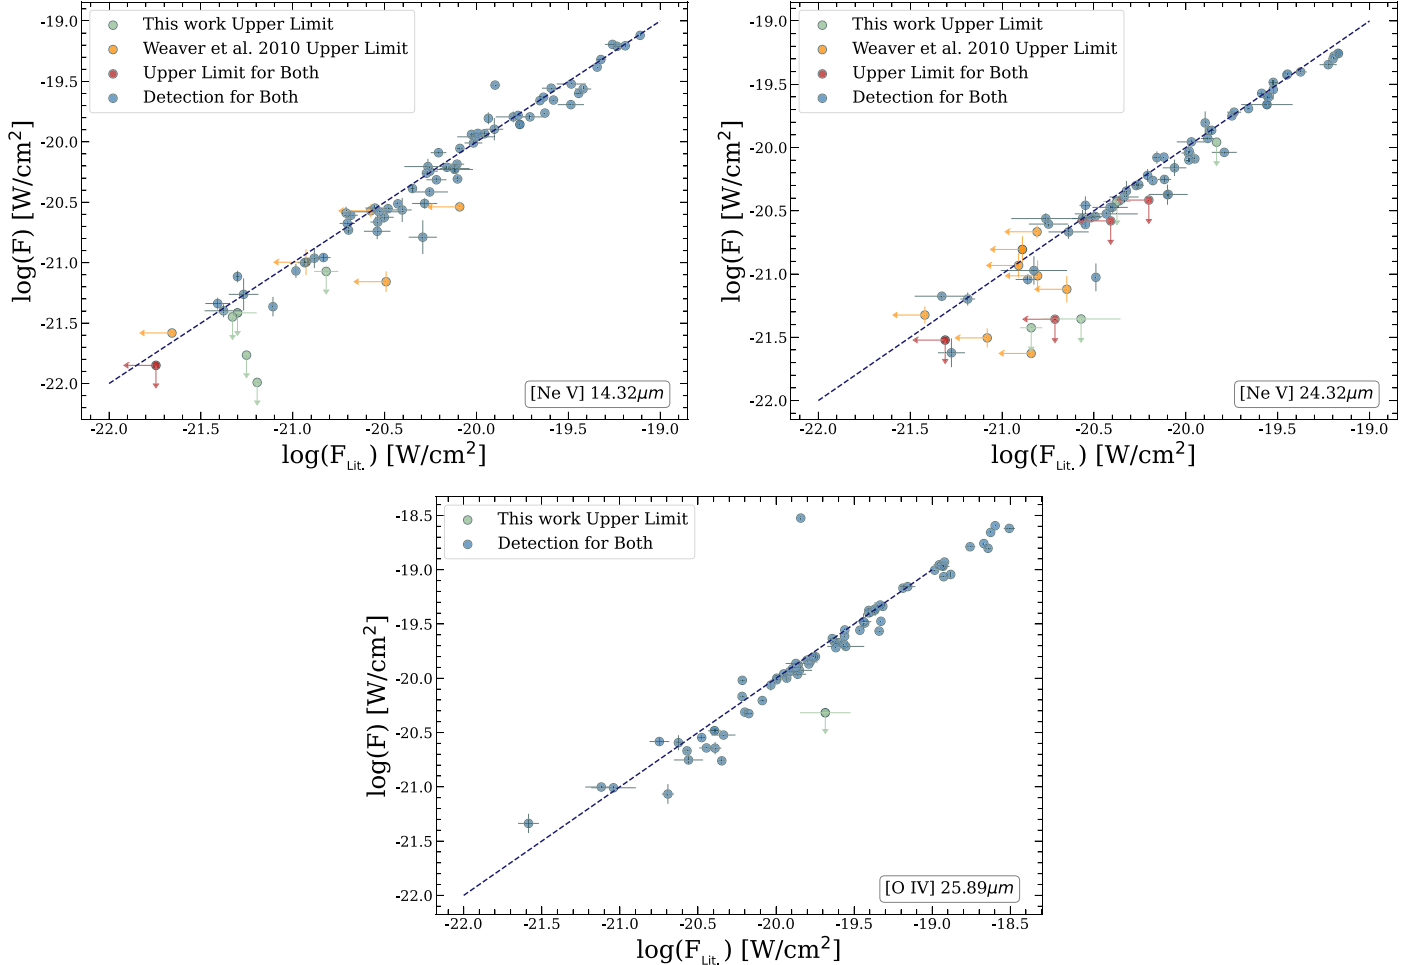 This work Upper Limit
Weaver et al. 2010 Upper Limit
Upper Limit for Both
Detection for Both
-19.0
-19.5
-20.0
-20.5
-21.0
-21.5
-22.0
log(F) [W/cm²]
[Ne V] 14.32μm
-22.0 -21.5 -21.0 -20.5 -20.0 -19.5 -19.0
log(F_Lit.) [W/cm²]
This work Upper Limit
Weaver et al. 2010 Upper Limit
Upper Limit for Both
Detection for Both
-19.0
-19.5
-20.0
-20.5
-21.0
-21.5
-22.0
log(F) [W/cm²]
[Ne V] 24.32μm
-22.0 -21.5 -21.0 -20.5 -20.0 -19.5 -19.0
log(F_Lit.) [W/cm²]
This work Upper Limit
Detection for Both
-18.5
-19.0
-19.5
-20.0
-20.5
-21.0
-21.5
-22.0
log(F) [W/cm²]
[O IV] 25.89μm
-22.0 -21.5 -21.0 -20.5 -20.0 -19.5 -19.0 -18.5
log(F_Lit.) [W/cm²]